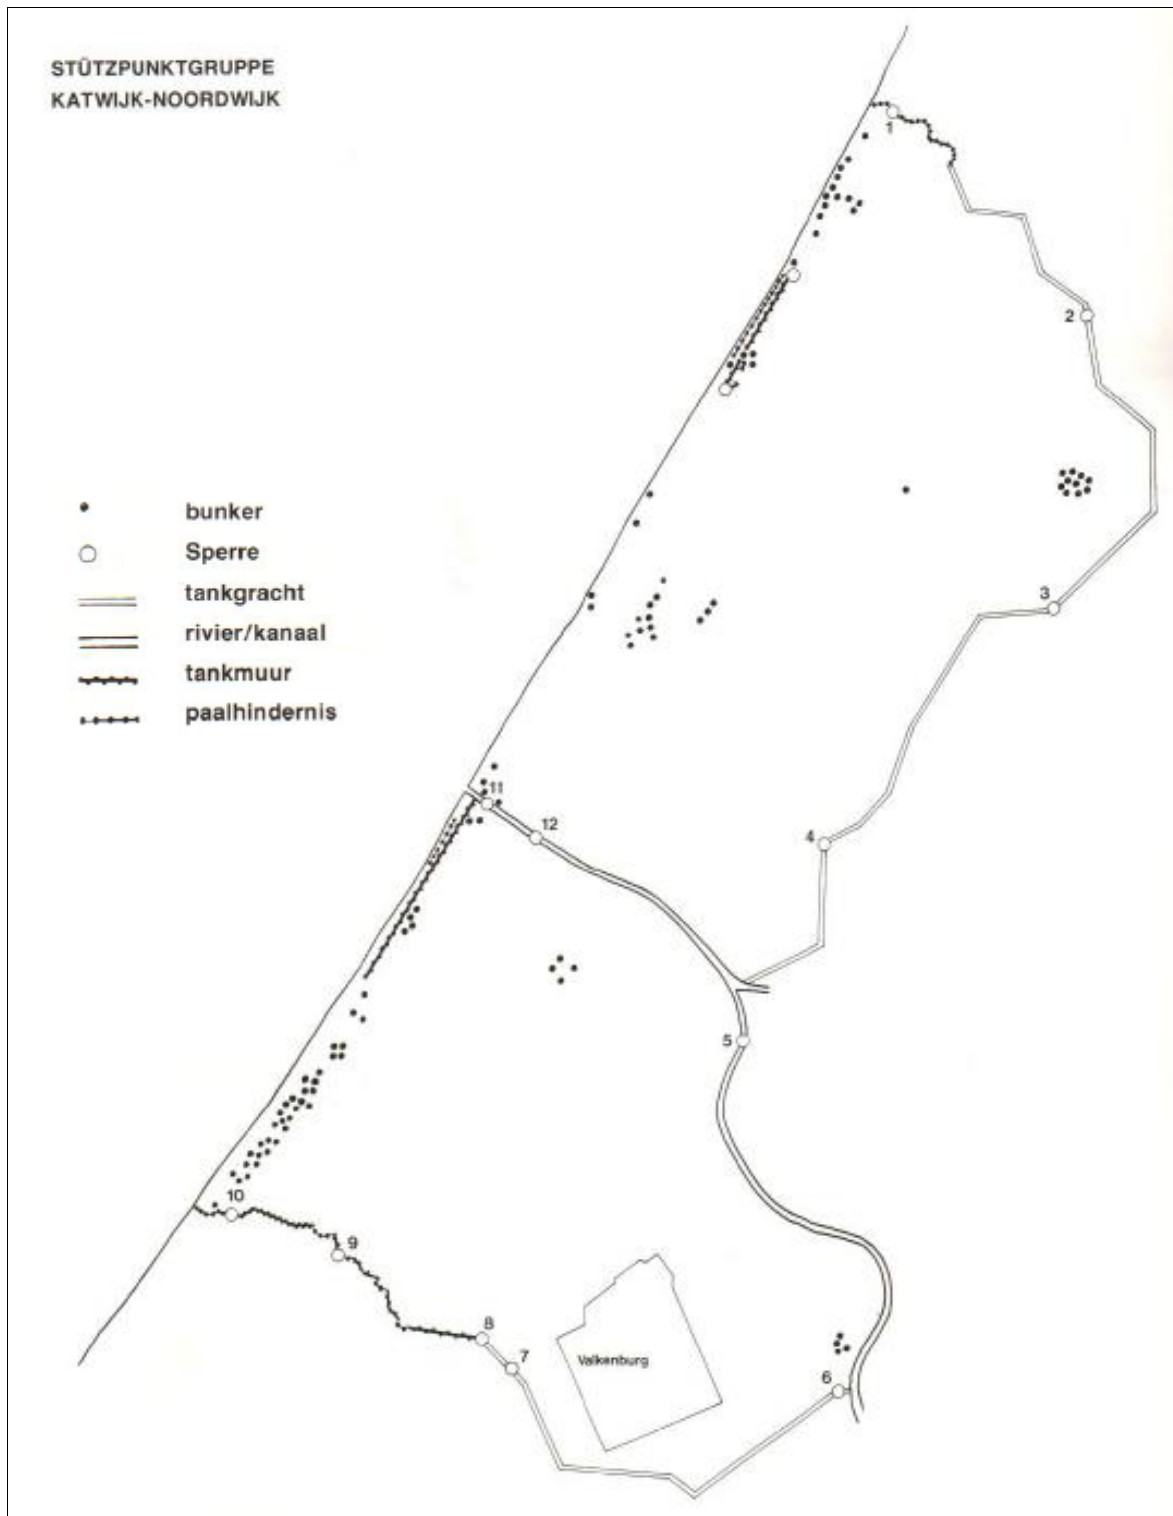 STÜTZPUNKTGRUPPE
KATWIJK-NOORDWIJK
1
2
bunker
Sperre
tankgracht
3
rivier/kanaal
tankmuur
paalhindernis
11
12
4
5
10
9
8
7
Valkenburg
6